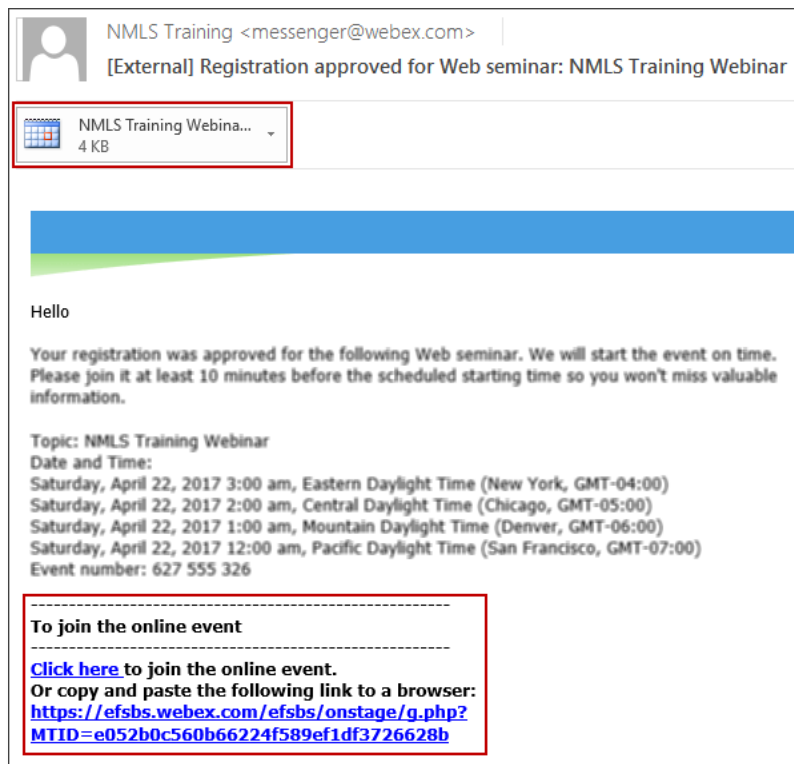 NMLS Training <messenger@webex.com>
[External] Registration approved for Web seminar: NMLS Training Webinar
NMLS Training Webina...
4 KB
Hello
Your registration was approved for the following Web seminar. We will start the event on time.
Please join it at least 10 minutes before the scheduled starting time so you won't miss valuable
information.
Topic: NMLS Training Webinar
Date and Time:
Saturday, April 22, 2017 3:00 am, Eastern Daylight Time (New York, GMT-04:00)
Saturday, April 22, 2017 2:00 am, Central Daylight Time (Chicago, GMT-05:00)
Saturday, April 22, 2017 1:00 am, Mountain Daylight Time (Denver, GMT-06:00)
Saturday, April 22, 2017 12:00 am, Pacific Daylight Time (San Francisco, GMT-07:00)
Event number: 627 555 326
-------------------------------------------------------
To join the online event
-------------------------------------------------------
Click here to join the online event.
Or copy and paste the following link to a browser:
https://efsbs.webex.com/efsbs/onstage/g.php?
MTID=e052b0c560b66224f589ef1df3726628b